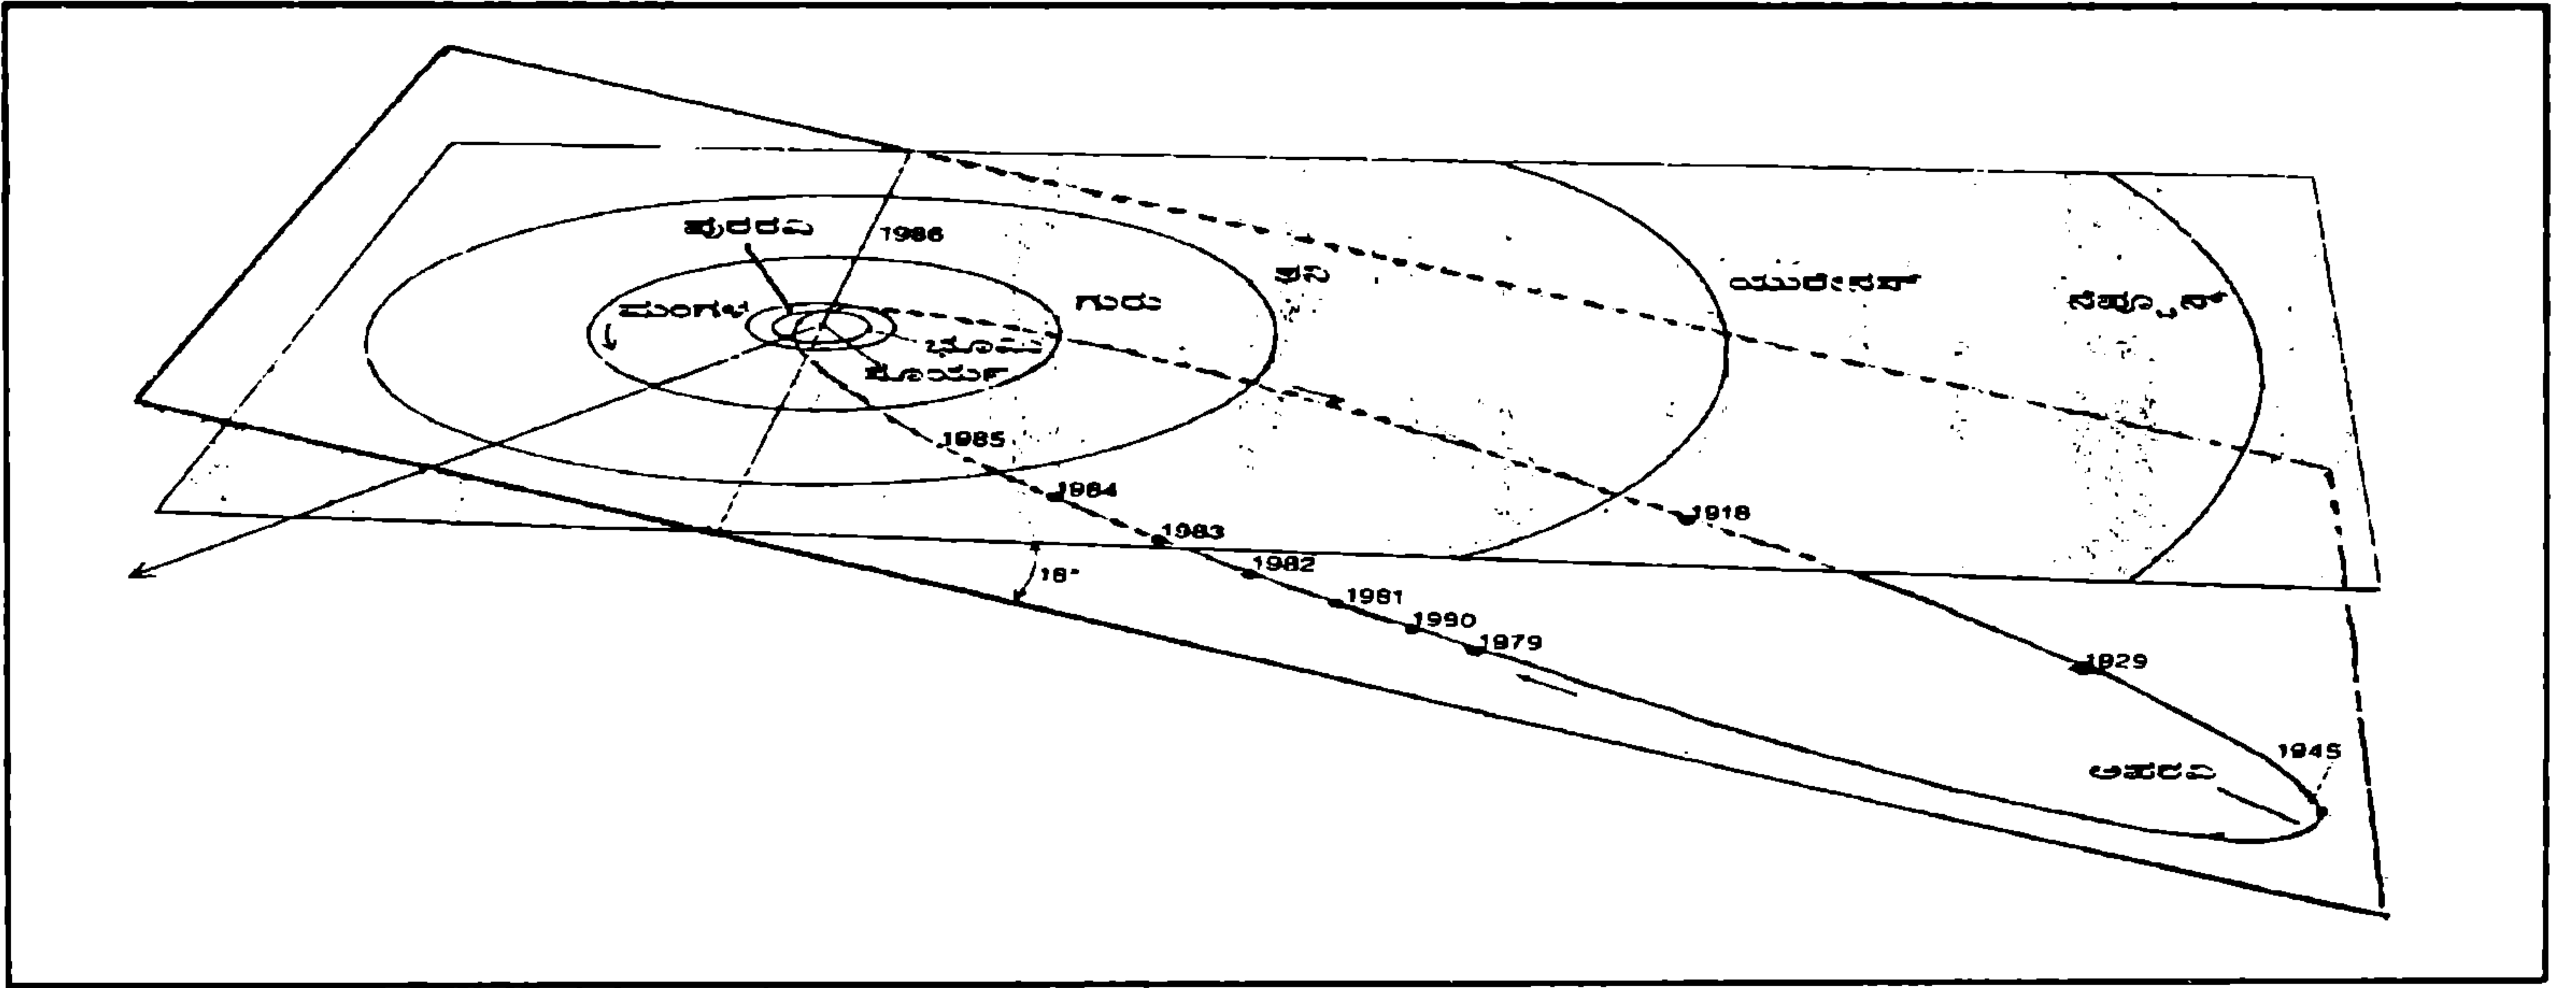 ಪುರರವಿ
1986
ಶನಿ
ಮಂಗಳ
ಗುರು
ಯುರೇನಸ್
ನೆಪ್ಚೂನ್
ಭೂಮಿ
ಸೂರ್ಯ
1985
1984
1918
1983
1982
18°
1981
1990
1979
1929
1945
ಅಪರವಿ